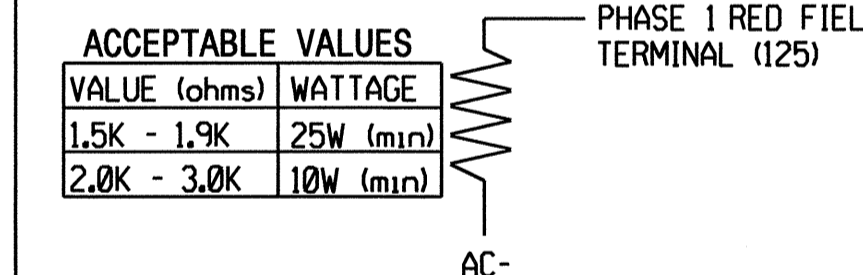 PHASE 1 RED FIEL
TERMINAL (125)
ACCEPTABLE VALUES
VALUE (ohms) WATTAGE
1.5K - 1.9K 25W (min)
2.0K - 3.0K 10W (min)
AC-